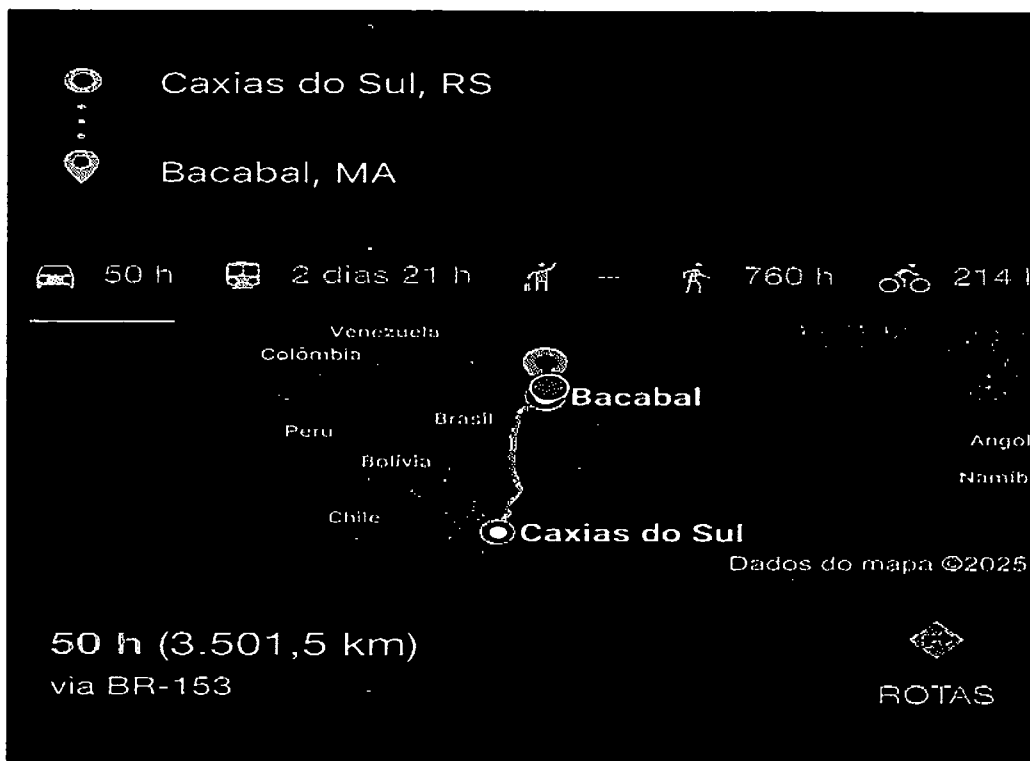 Caxias do Sul, RS
Bacabal, MA
50 h 2 dias 21 h --- 760 h 214 h
Venezuela
Colômbia
Bacabal
Brasil
Peru
Angol
Bolívia
Namíb
Chile
Caxias do Sul
Dados do mapa ©2025
50 h (3.501,5 km)
via BR-153
ROTAS